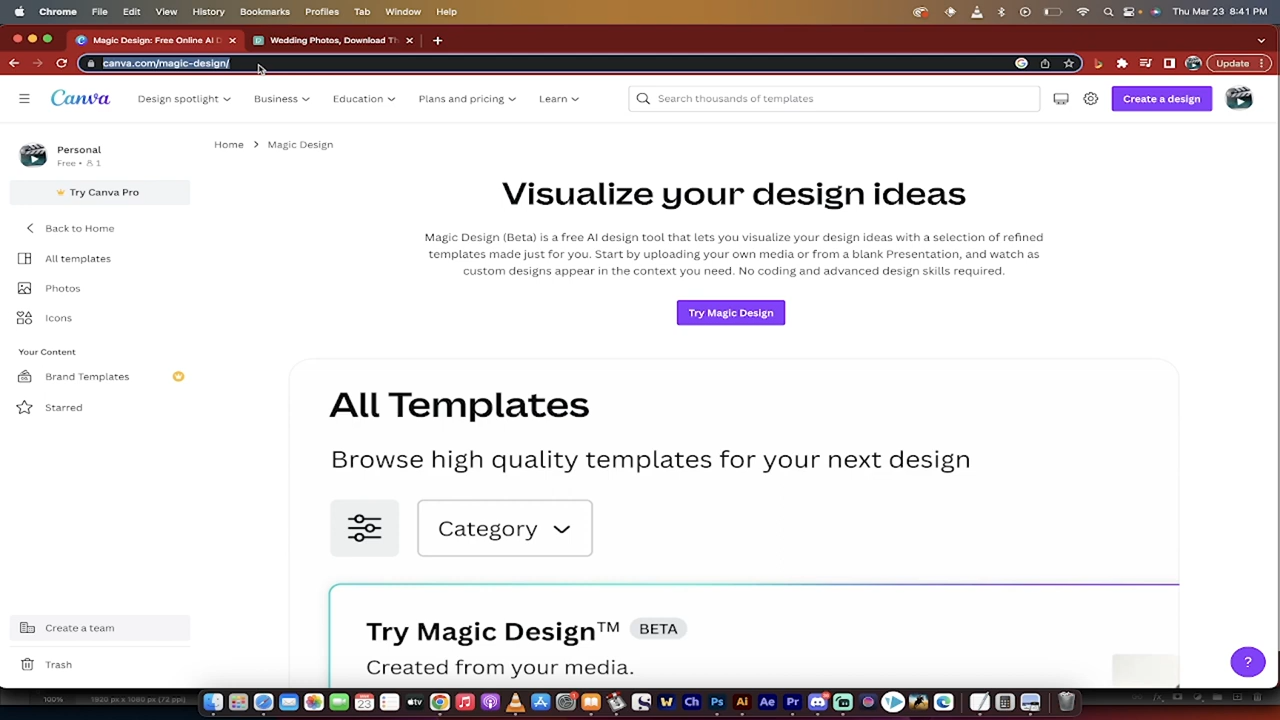 Chrome File Edit View History Bookmarks Profiles Tab Window Help Thu Mar 23 8:41 PM
Magic Design: Free Online AI D Wedding Photos, Download Th
canva.com/magic-design/ Update
Canva Design spotlight Business Education Plans and pricing Learn Search thousands of templates Create a design
Personal
Free • 1
Try Canva Pro
Back to Home
All templates
Photos
Icons
Your Content
Brand Templates
Starred
Create a team
Trash
Home > Magic Design
Visualize your design ideas
Magic Design (Beta) is a free AI design tool that lets you visualize your design ideas with a selection of refined
templates made just for you. Start by uploading your own media or from a blank Presentation, and watch as
custom designs appear in the context you need. No coding and advanced design skills required.
Try Magic Design
All Templates
Browse high quality templates for your next design
Category
Try Magic Design™ BETA
Created from your media.
?
100% 1920 px x 1080 px (72 ppi)